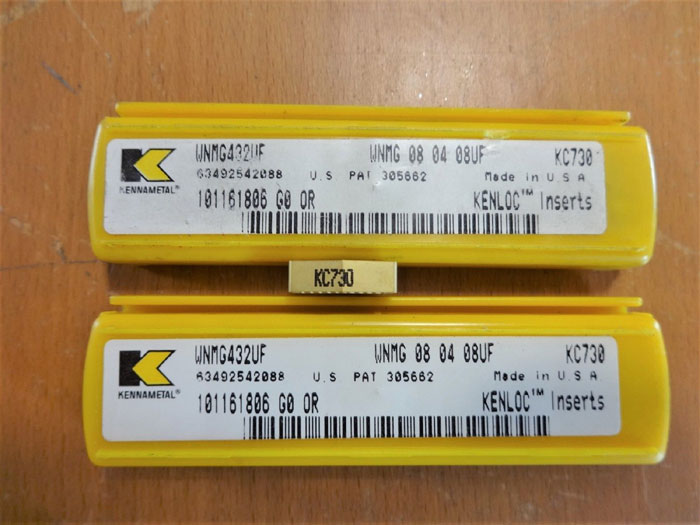 WNMG432UF WNMG 08 04 08UF KC730
63492542088 U.S PAT 305662 Made in U.S.A
KENNAMETAL®
101161806 G0 OR KENLOC™ Inserts
KC730
WNMG432UF WNMG 08 04 08UF KC730
63492542088 U.S PAT 305662 Made in U.S.A
KENNAMETAL®
101161806 G0 OR KENLOC™ Inserts